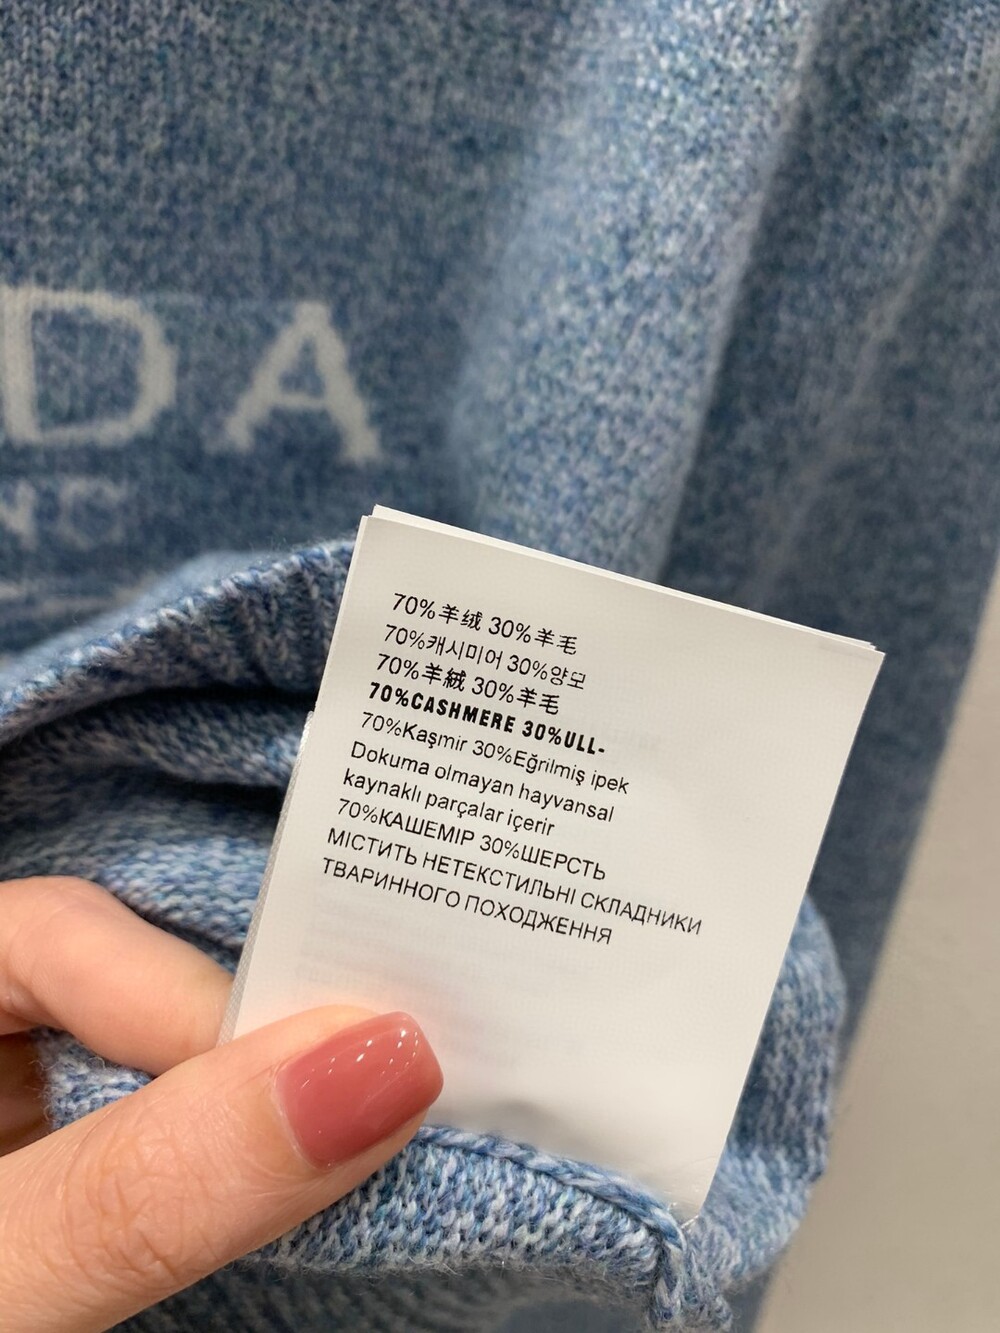 DA
NG
70%羊绒 30%羊毛
70%캐시미어 30%양모
70%羊絨 30%羊毛
70%CASHMERE 30%ULL-
70%Kaşmir 30%Eğrilmiş ipek
Dokuma olmayan hayvansal
kaynaklı parçalar içerir
70%КАШЕМІР 30%ШЕРСТЬ
МІСТИТЬ НЕТЕКСТИЛЬНІ СКЛАДНИКИ
ТВАРИННОГО ПОХОДЖЕННЯ